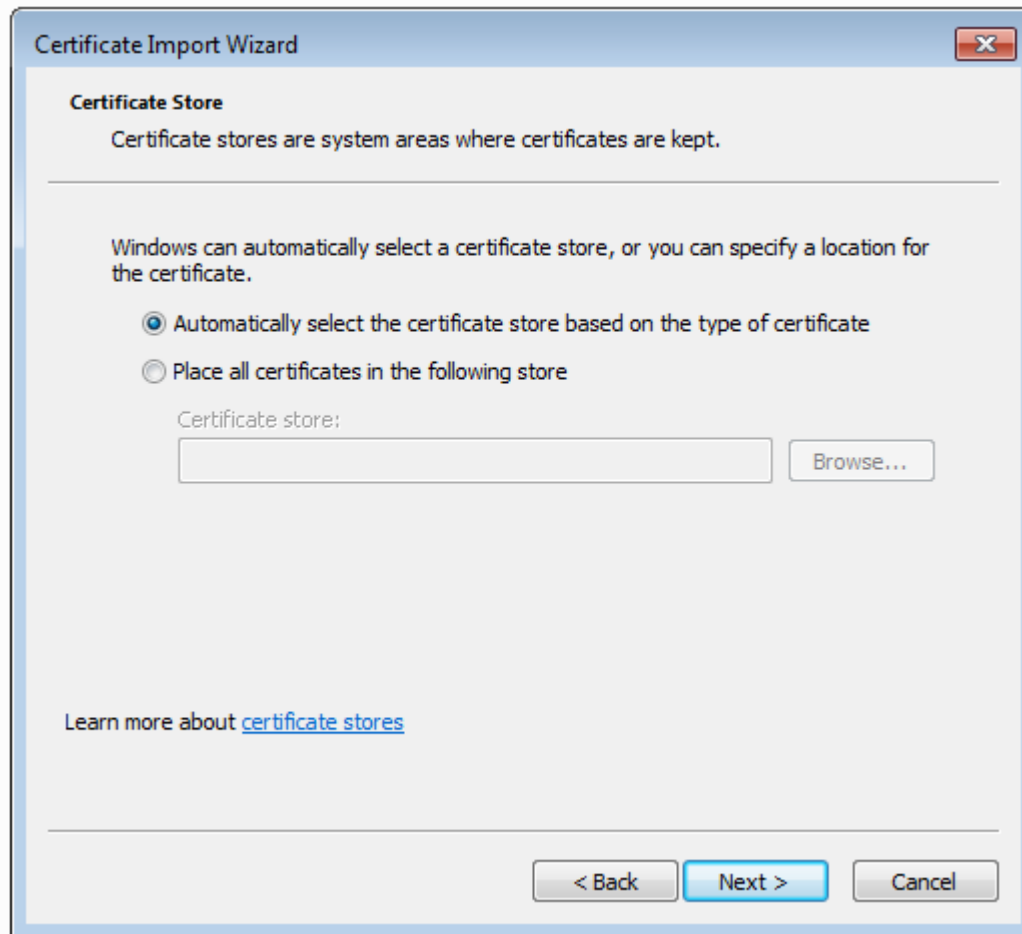 Certificate Import Wizard
Certificate Store
Certificate stores are system areas where certificates are kept.
Windows can automatically select a certificate store, or you can specify a location for
the certificate.
Automatically select the certificate store based on the type of certificate
Place all certificates in the following store
Certificate store:
Browse...
Learn more about certificate stores
< Back Next > Cancel